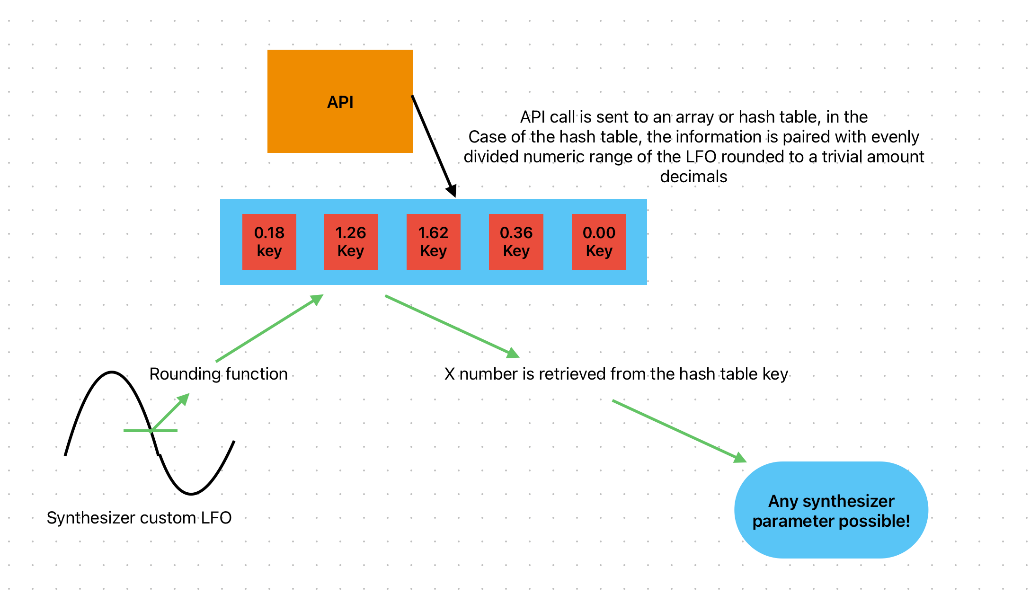 API
API call is sent to an array or hash table, in the
Case of the hash table, the information is paired with evenly
divided numeric range of the LFO rounded to a trivial amount
decimals
0.18
key
1.26
Key
1.62
Key
0.36
Key
0.00
Key
Rounding function
X number is retrieved from the hash table key
Synthesizer custom LFO
Any synthesizer
parameter possible!